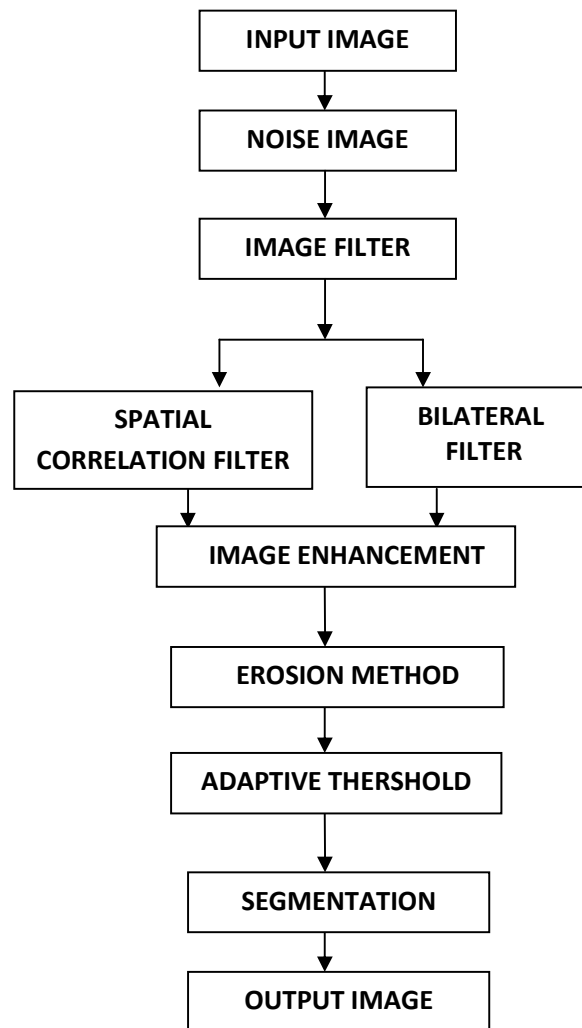 INPUT IMAGE
NOISE IMAGE
IMAGE FILTER
SPATIAL
CORRELATION FILTER
BILATERAL
FILTER
IMAGE ENHANCEMENT
EROSION METHOD
ADAPTIVE THERSHOLD
SEGMENTATION
OUTPUT IMAGE